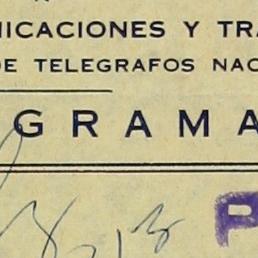 NICACIONES Y TRA
DE TELEGRAFOS NAC
GRAMA
P